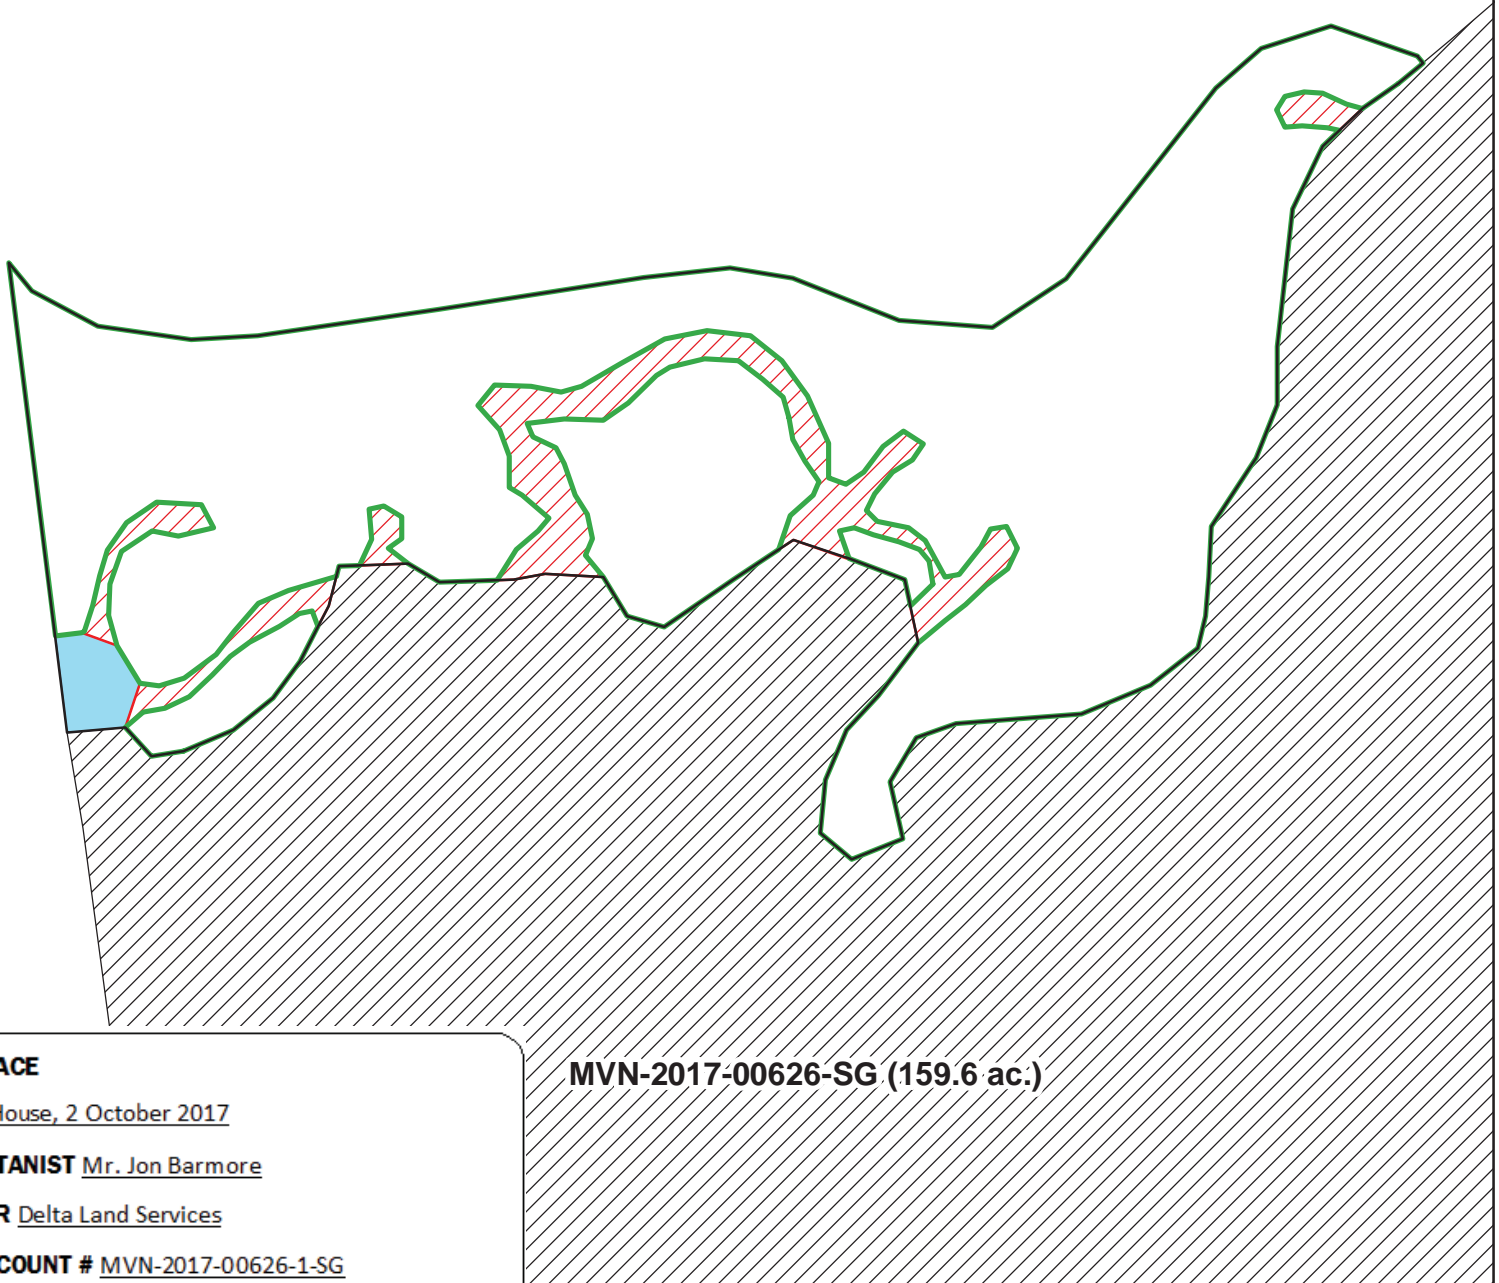 MVN-2017-00626-SG (159.6 ac.)
ACE
House, 2 October 2017
TANIST Mr. Jon Barmore
R Delta Land Services
COUNT # MVN-2017-00626-1-SG